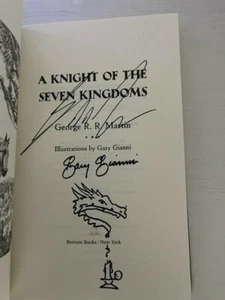 A KNIGHT OF THE
SEVEN KINGDOMS
George R. R. Martin
Illustrations by Gary Gianni
Gary Gianni
Bantam Books / New York